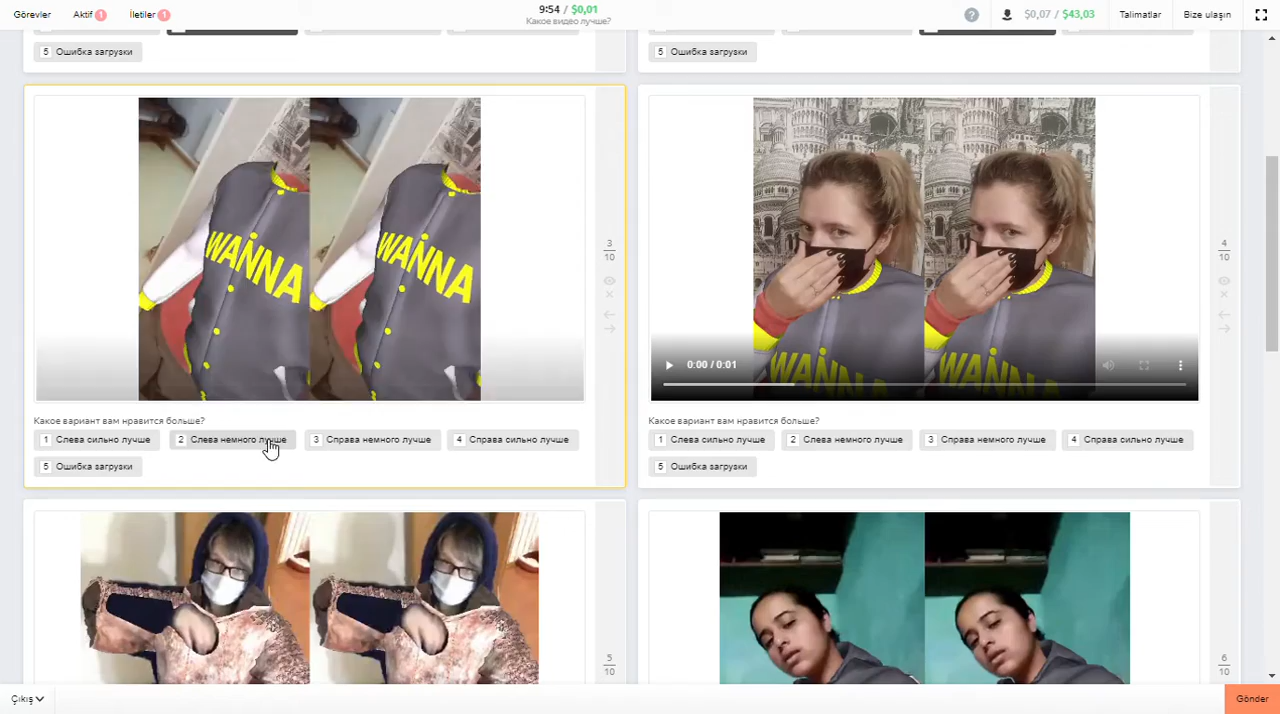 Görevler
Aktif 1
İletiler 1
9:54 / $0,01
Какое видео лучше?
?
$0,07 / $43,03
Talimatlar
Bize ulaşın
5 Ошибка загрузки
5 Ошибка загрузки
WANNA
WANNA
3
10
Какое вариант вам нравится больше?
1 Слева сильно лучше
2 Слева немного лучше
3 Справа немного лучше
4 Справа сильно лучше
5 Ошибка загрузки
WANNA
WANNA
0:00 / 0:01
4
10
Какое вариант вам нравится больше?
1 Слева сильно лучше
2 Слева немного лучше
3 Справа немного лучше
4 Справа сильно лучше
5 Ошибка загрузки
5
10
6
10
Çıkış
Gönder